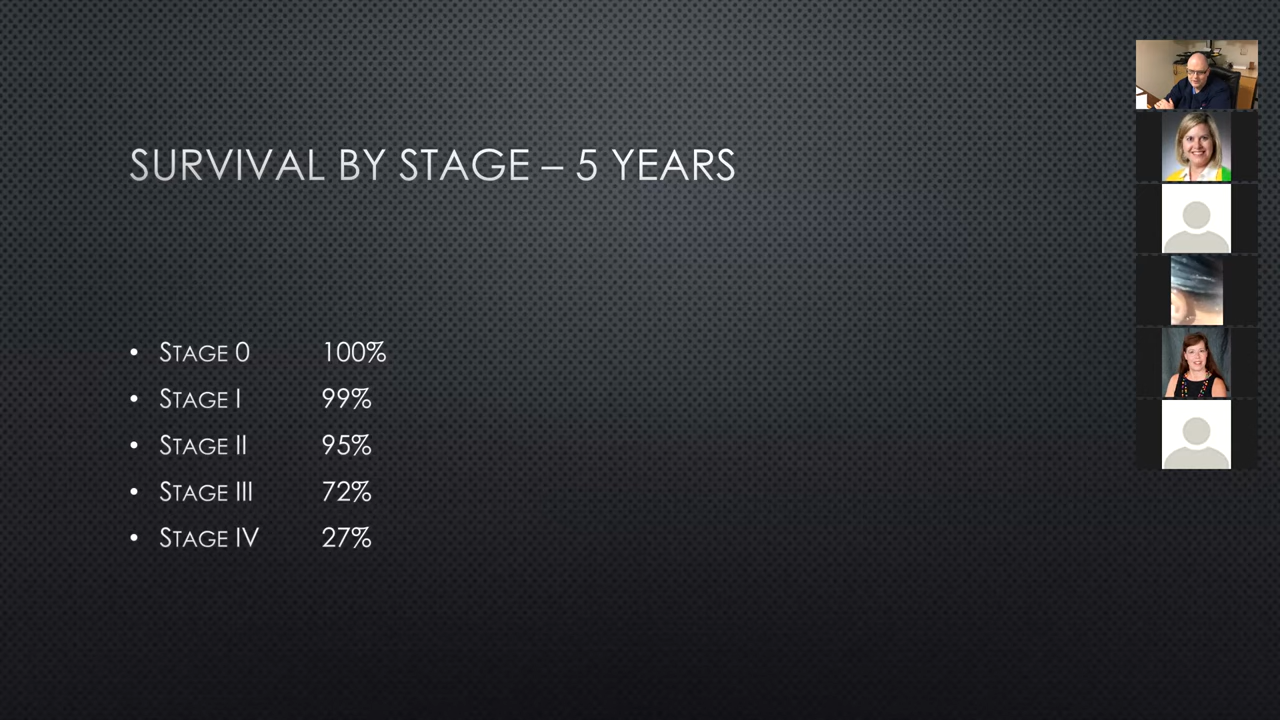 SURVIVAL BY STAGE – 5 YEARS
• STAGE 0 100%
• STAGE I 99%
• STAGE II 95%
• STAGE III 72%
• STAGE IV 27%